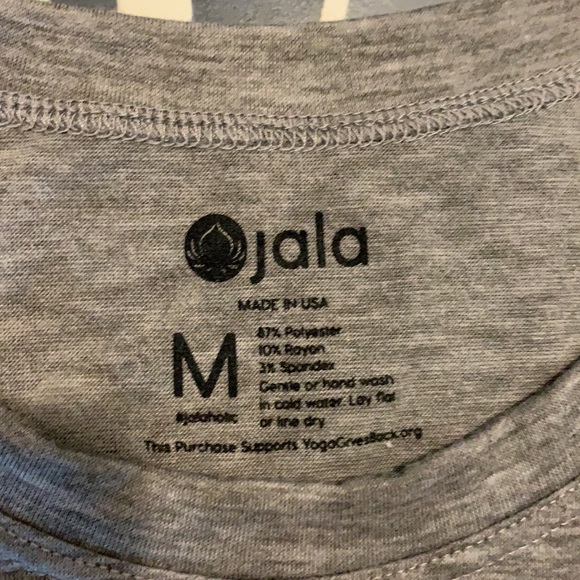 jala
MADE IN USA
M
87% Polyester
10% Rayon
3% Spandex
Gentle or hand wash
in cold water. Lay flat
or line dry
#jalaholic
This Purchase Supports YogaGivesBack.org